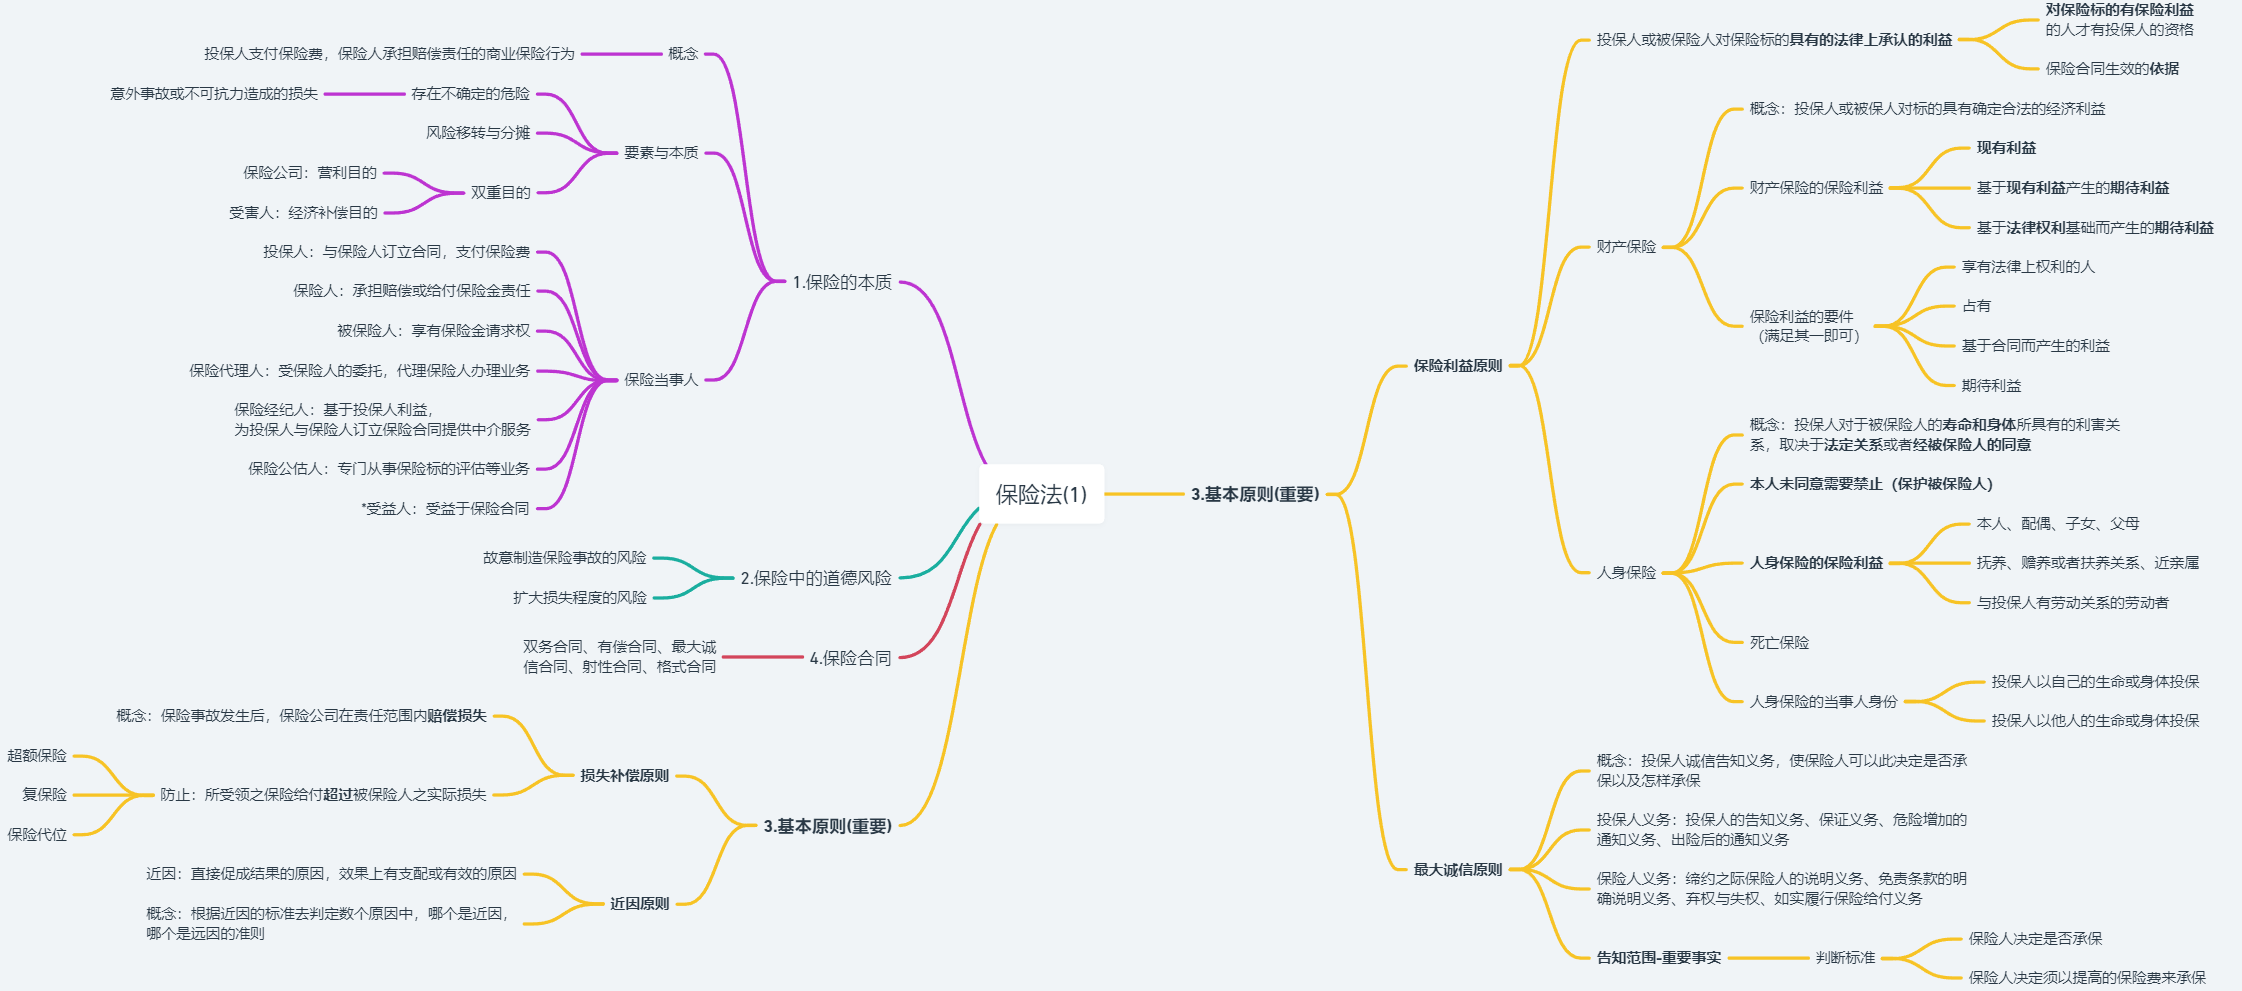 保险法(1)
1.保险的本质
概念
投保人支付保险费，保险人承担赔偿责任的商业保险行为
要素与本质
存在不确定的危险
意外事故或不可抗力造成的损失
风险移转与分摊
双重目的
保险公司：营利目的
受害人：经济补偿目的
保险当事人
投保人：与保险人订立合同，支付保险费
保险人：承担赔偿或给付保险金责任
被保险人：享有保险金请求权
保险代理人：受保险人的委托，代理保险人办理业务
保险经纪人：基于投保人利益，
为投保人与保险人订立保险合同提供中介服务
保险公估人：专门从事保险标的评估等业务
*受益人：受益于保险合同
2.保险中的道德风险
故意制造保险事故的风险
扩大损失程度的风险
4.保险合同
双务合同、有偿合同、最大诚
信合同、射性合同、格式合同
3.基本原则(重要)
损失补偿原则
概念：保险事故发生后，保险公司在责任范围内赔偿损失
防止：所受领之保险给付超过被保险人之实际损失
超额保险
复保险
保险代位
近因原则
近因：直接促成结果的原因，效果上有支配或有效的原因
概念：根据近因的标准去判定数个原因中，哪个是近因，
哪个是远因的准则
3.基本原则(重要)
保险利益原则
投保人或被保险人对保险标的具有的法律上承认的利益
对保险标的有保险利益
的人才有投保人的资格
保险合同生效的依据
财产保险
概念：投保人或被保人对标的具有确定合法的经济利益
财产保险的保险利益
现有利益
基于现有利益产生的期待利益
基于法律权利基础而产生的期待利益
保险利益的要件
（满足其一即可）
享有法律上权利的人
占有
基于合同而产生的利益
期待利益
人身保险
概念：投保人对于被保险人的寿命和身体所具有的利害关
系，取决于法定关系或者经被保险人的同意
本人未同意需要禁止（保护被保险人）
人身保险的保险利益
本人、配偶、子女、父母
抚养、赡养或者扶养关系、近亲属
与投保人有劳动关系的劳动者
死亡保险
人身保险的当事人身份
投保人以自己的生命或身体投保
投保人以他人的生命或身体投保
最大诚信原则
概念：投保人诚信告知义务，使保险人可以此决定是否承
保以及怎样承保
投保人义务：投保人的告知义务、保证义务、危险增加的
通知义务、出险后的通知义务
保险人义务：缔约之际保险人的说明义务、免责条款的明
确说明义务、弃权与失权、如实履行保险给付义务
告知范围-重要事实
判断标准
保险人决定是否承保
保险人决定须以提高的保险费来承保